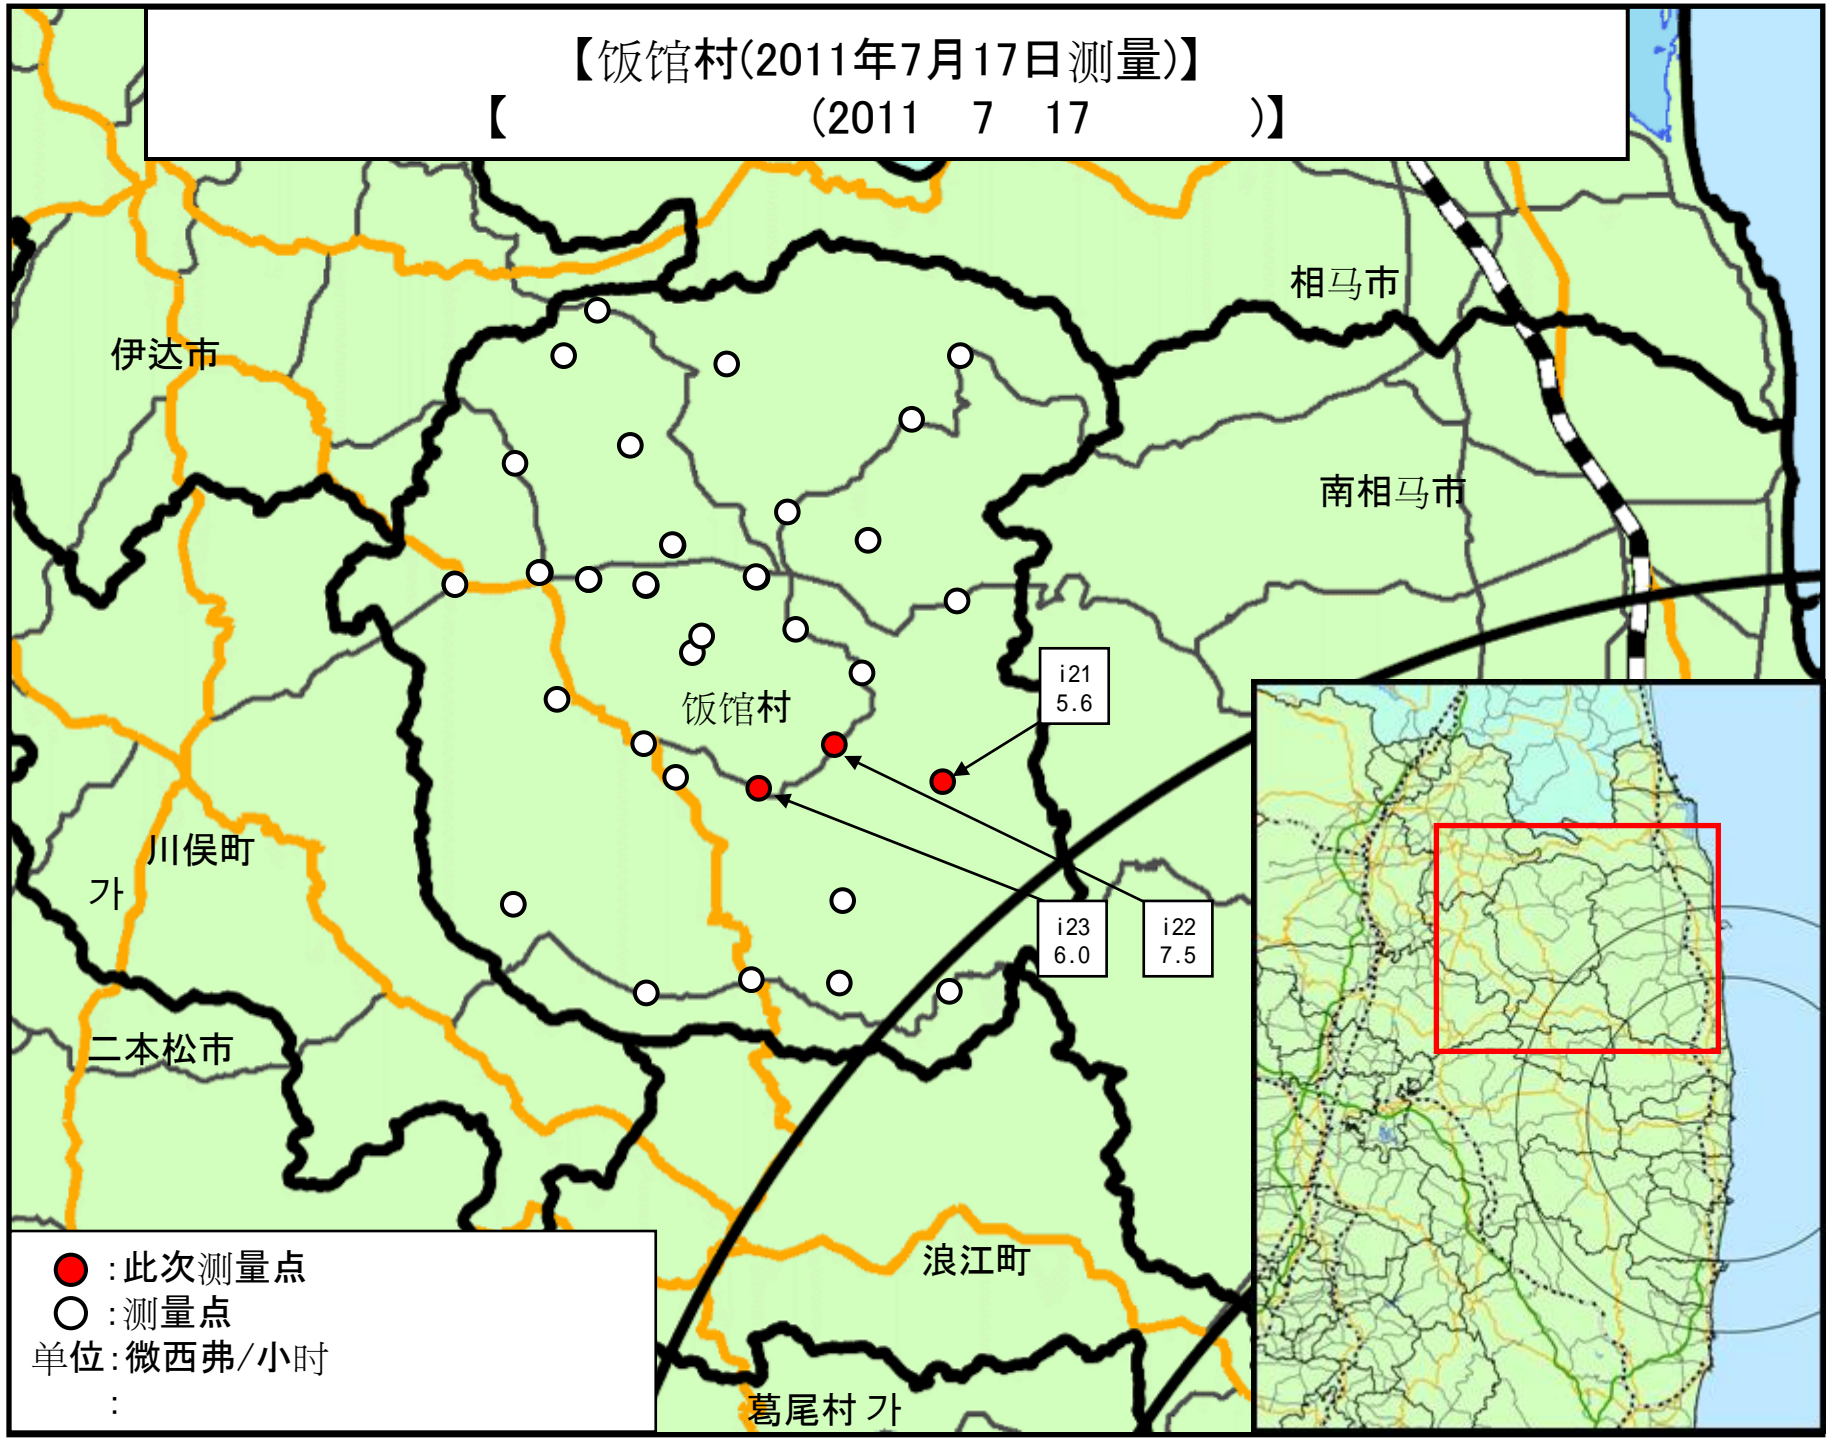 【饭馆村(2011年7月17日测量)】
【 (2011 7 17 )】
相马市
伊达市
南相马市
i21
5.6
饭馆村
川俣町
가
i23
6.0
i22
7.5
二本松市
浪江町
:此次测量点
:测量点
单位:微西弗/小时
:
葛尾村 가